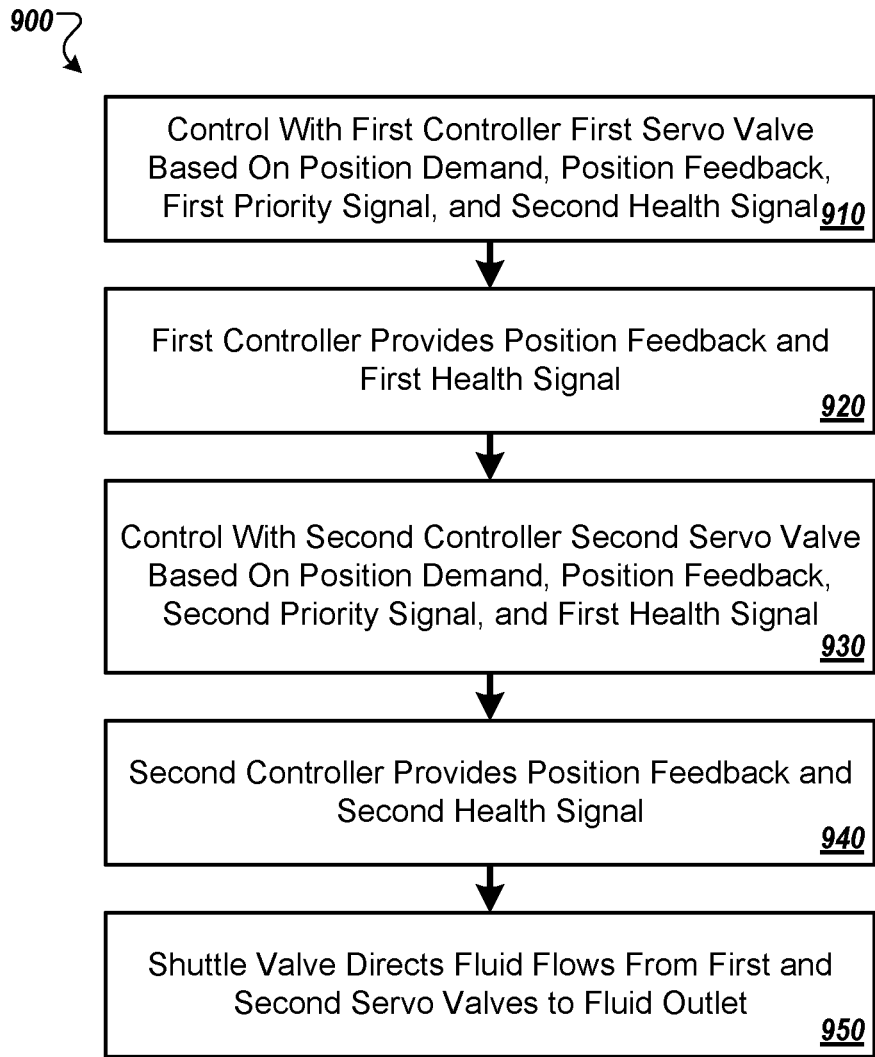 900
Control With First Controller First Servo Valve
Based On Position Demand, Position Feedback,
First Priority Signal, and Second Health Signal
910
First Controller Provides Position Feedback and
First Health Signal
920
Control With Second Controller Second Servo Valve
Based On Position Demand, Position Feedback,
Second Priority Signal, and First Health Signal
930
Second Controller Provides Position Feedback and
Second Health Signal
940
Shuttle Valve Directs Fluid Flows From First and
Second Servo Valves to Fluid Outlet
950